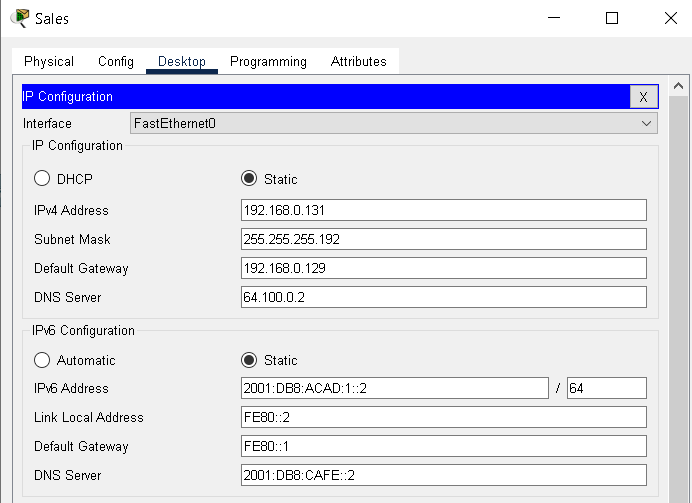 Sales
Physical Config Desktop Programming Attributes
IP Configuration X
Interface FastEthernet0
IP Configuration
DHCP Static
IPv4 Address 192.168.0.131
Subnet Mask 255.255.255.192
Default Gateway 192.168.0.129
DNS Server 64.100.0.2
IPv6 Configuration
Automatic Static
IPv6 Address 2001:DB8:ACAD:1::2 / 64
Link Local Address FE80::2
Default Gateway FE80::1
DNS Server 2001:DB8:CAFE::2